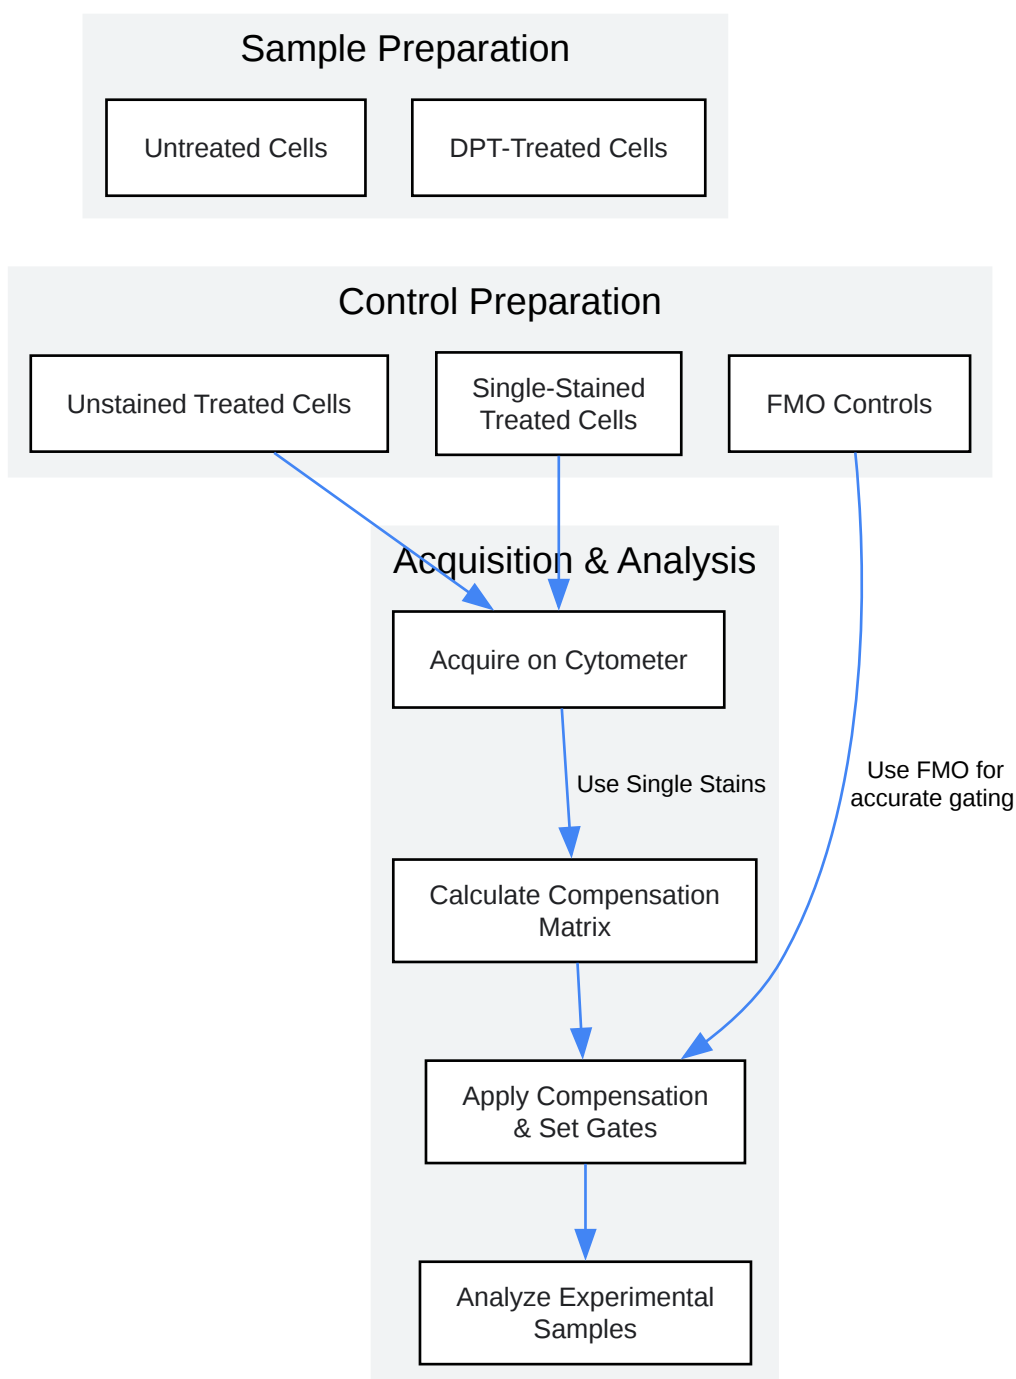 Sample Preparation
Untreated Cells
DPT-Treated Cells
Control Preparation
Unstained Treated Cells
Single-Stained
Treated Cells
FMO Controls
Acquisition & Analysis
Acquire on Cytometer
Use Single Stains
Use FMO for
accurate gating
Calculate Compensation
Matrix
Apply Compensation
& Set Gates
Analyze Experimental
Samples